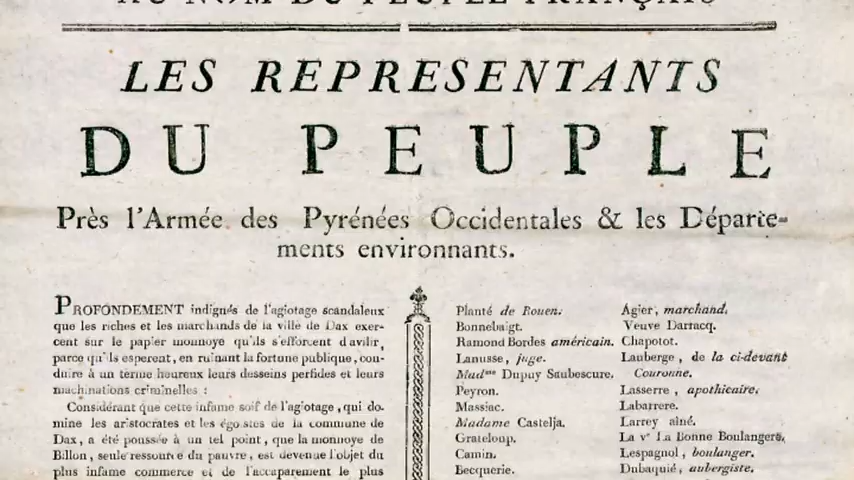 AU NOM DU PEUPLE FRANÇAIS
LES REPRESENTANTS
DU PEUPLE
Près l'Armée des Pyrénées Occidentales & les Départe-
ments environnants.
PROFONDEMENT indignés de l'agiotage scandaleux
que les riches et les marchands de la ville de Dax exer-
cent sur le papier monnoye qu'ils s'efforcent d'avilir,
parce qu'ils esperent, en ruinant la fortune publique, con-
duire à un terme heureux leurs desseins perfides et leurs
machinations criminelles :
Considérant que cette infame soif de l'agiotage, qui do-
mine les aristocrates et les égoistes de la commune de
Dax, a été poussée à un tel point, que la monnoye de
Billon, seule ressource du pauvre, est devenue l'objet du
plus infame commerce et de l'accaparement le plus
Planté de Rouen.
Bonnebaigt.
Ramond Bordes américain.
Lanusse, juge.
Madme Dupuy Saubescure.
Peyron.
Massiac.
Madame Castelja.
Grateloup.
Camin.
Becquerie.
Agier, marchand.
Veuve Darracq.
Chapotot.
Lauberge, de la ci-devant
Couronne.
Lasserre, apothicaire.
Labarrere.
Larrey aîné.
La ve La Bonne Boulangere.
Lespagnol, boulanger.
Dubaquié, aubergiste.